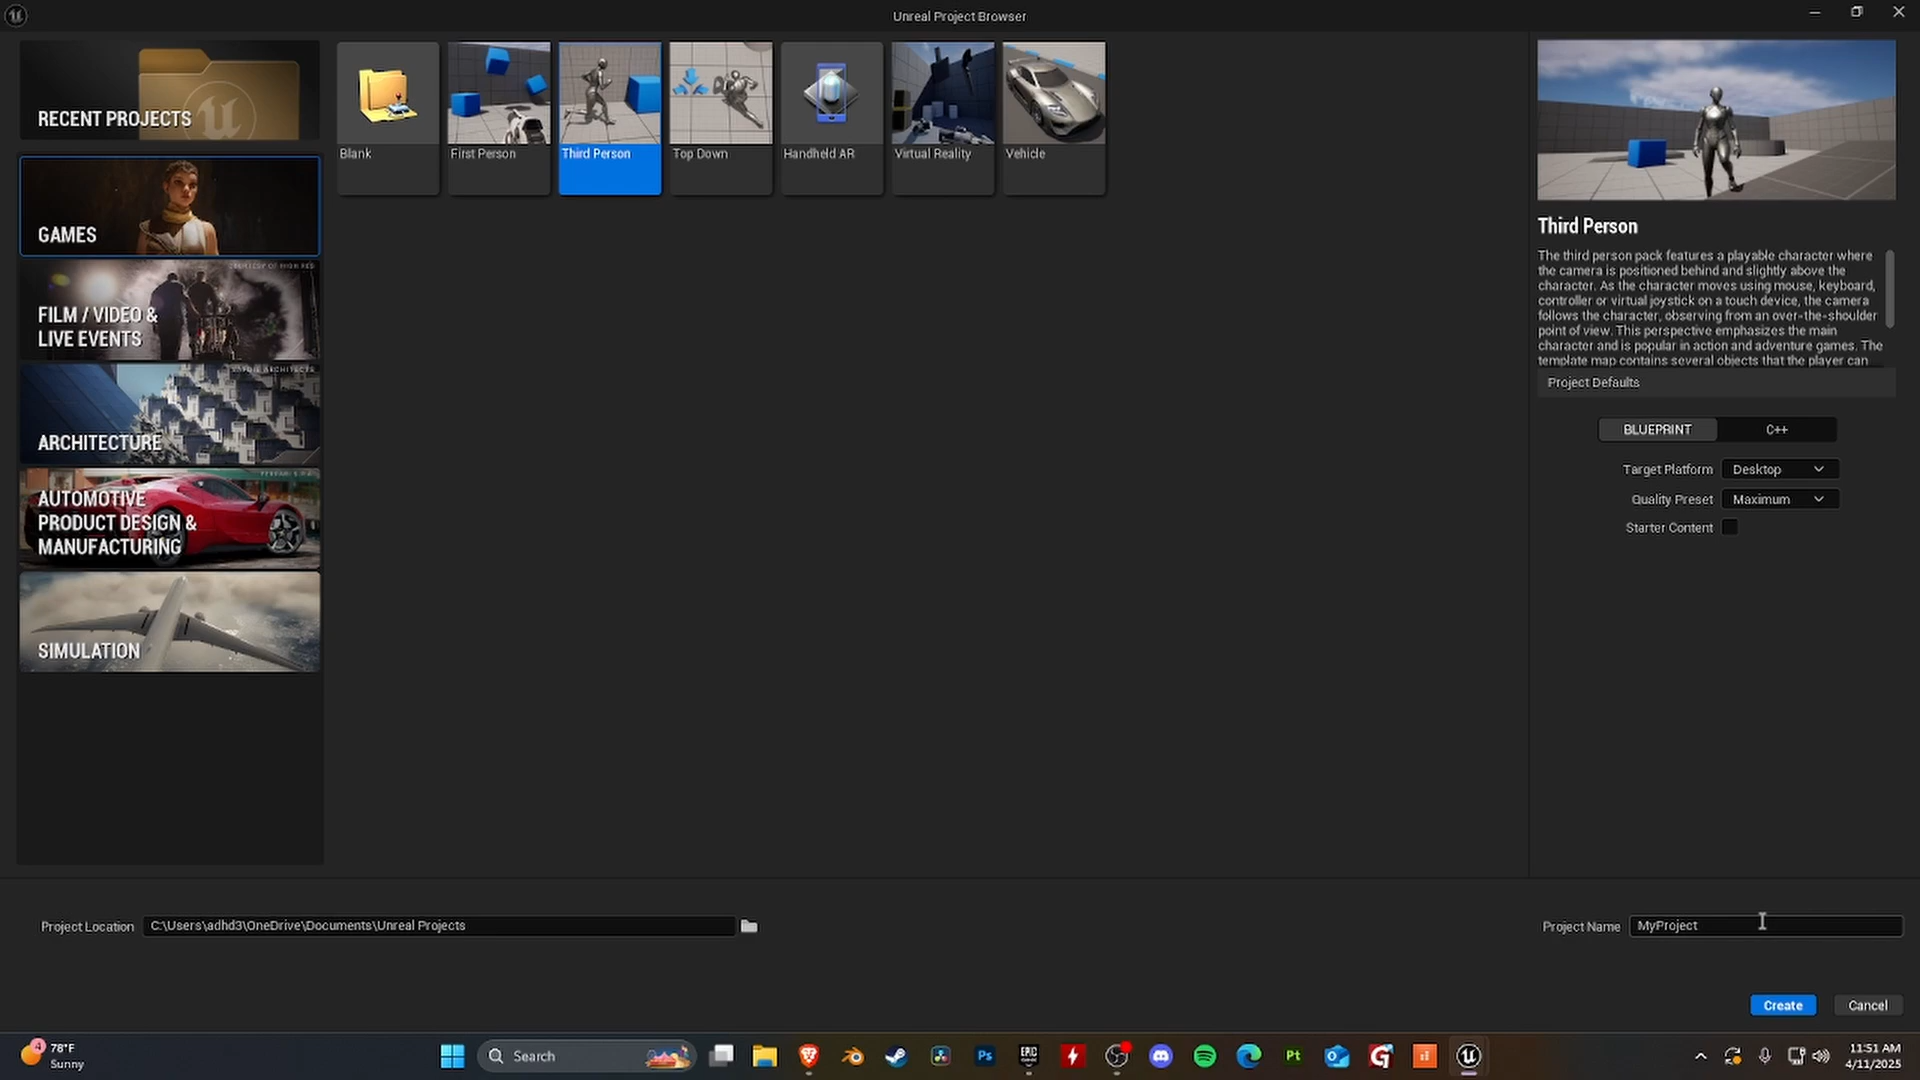 Unreal Project Browser
RECENT PROJECTS
GAMES
FILM / VIDEO &
LIVE EVENTS
ARCHITECTURE
AUTOMOTIVE
PRODUCT DESIGN &
MANUFACTURING
SIMULATION
Blank
First Person
Third Person
Top Down
Handheld AR
Virtual Reality
Vehicle
Third Person
The third person pack features a playable character where
the camera is positioned behind and slightly above the
character. As the character moves using mouse, keyboard,
controller or virtual joystick on a touch device, the camera
follows the character, observing from an over-the-shoulder
point of view. This perspective emphasizes the main
character and is popular in action and adventure games. The
template map contains several objects that the player can
Project Defaults
BLUEPRINT
C++
Target Platform
Desktop
Quality Preset
Maximum
Starter Content
Project Location
C:\Users\adhd3\OneDrive\Documents\Unreal Projects
Project Name
MyProject
Create
Cancel
4
78°F
Sunny
Search
Ps
EPIC
Pt
11:51 AM
4/11/2025